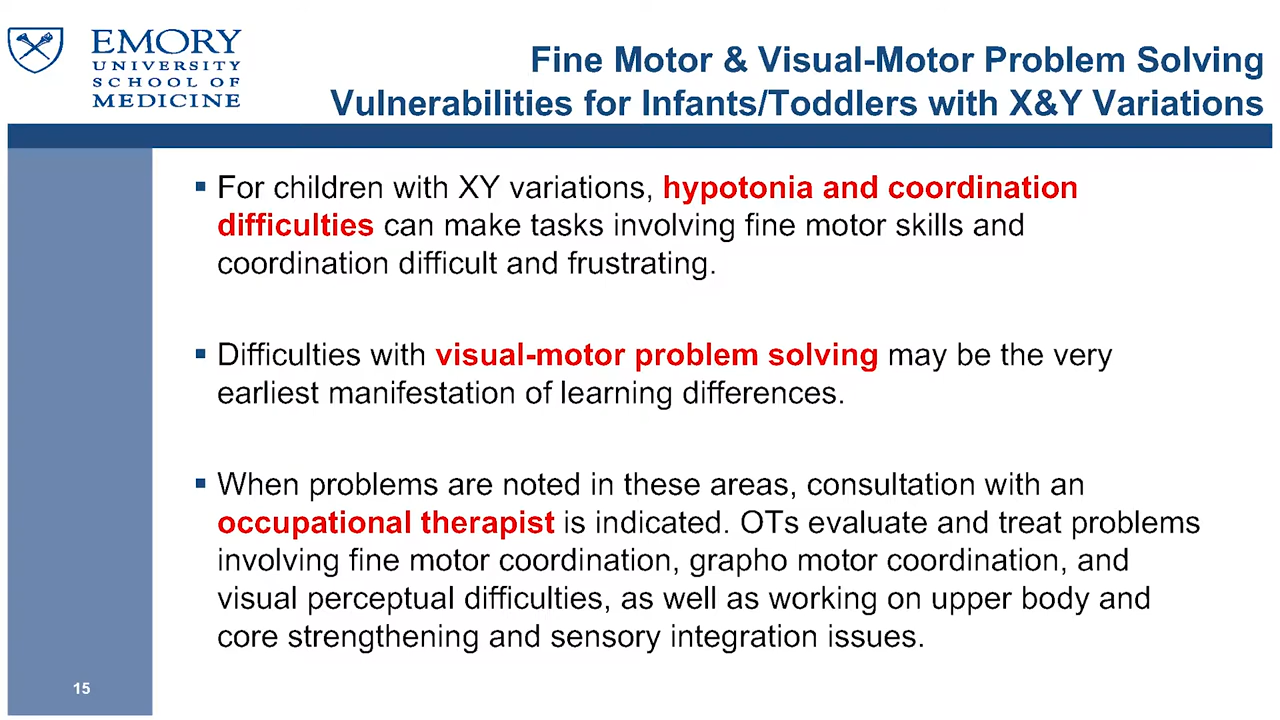 EMORY
UNIVERSITY
SCHOOL OF
MEDICINE
Fine Motor & Visual-Motor Problem Solving
Vulnerabilities for Infants/Toddlers with X&Y Variations
▪ For children with XY variations, hypotonia and coordination
difficulties can make tasks involving fine motor skills and
coordination difficult and frustrating.
▪ Difficulties with visual-motor problem solving may be the very
earliest manifestation of learning differences.
▪ When problems are noted in these areas, consultation with an
occupational therapist is indicated. OTs evaluate and treat problems
involving fine motor coordination, grapho motor coordination, and
visual perceptual difficulties, as well as working on upper body and
core strengthening and sensory integration issues.
15